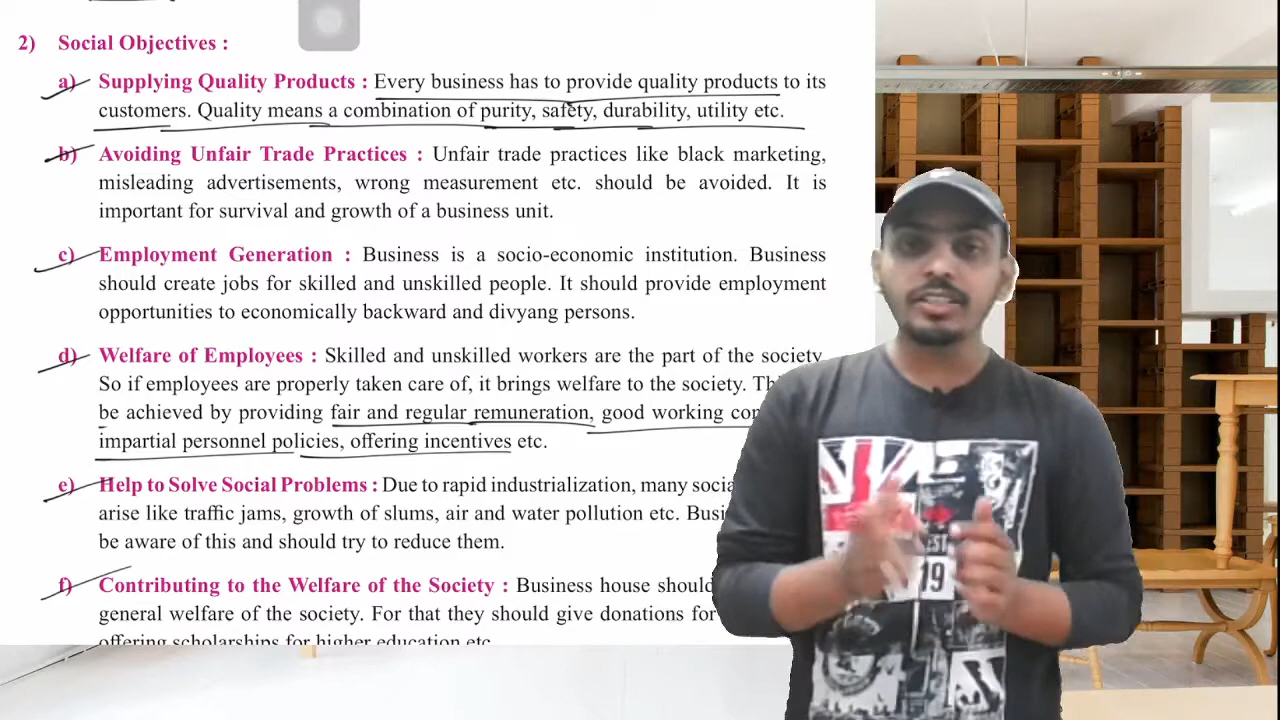 2) Social Objectives :
a) Supplying Quality Products : Every business has to provide quality products to its
customers. Quality means a combination of purity, safety, durability, utility etc.
b) Avoiding Unfair Trade Practices : Unfair trade practices like black marketing,
misleading advertisements, wrong measurement etc. should be avoided. It is
important for survival and growth of a business unit.
c) Employment Generation : Business is a socio-economic institution. Business
should create jobs for skilled and unskilled people. It should provide employment
opportunities to economically backward and divyang persons.
d) Welfare of Employees : Skilled and unskilled workers are the part of the society.
So if employees are properly taken care of, it brings welfare to the society.
be achieved by providing fair and regular remuneration, good working
impartial personnel policies, offering incentives etc.
e) Help to Solve Social Problems : Due to rapid industrialization, many
arise like traffic jams, growth of slums, air and water pollution etc.
be aware of this and should try to reduce them.
f) Contributing to the Welfare of the Society : Business house should
general welfare of the society. For that they should give donations for
offering scholarships for higher education etc.
19